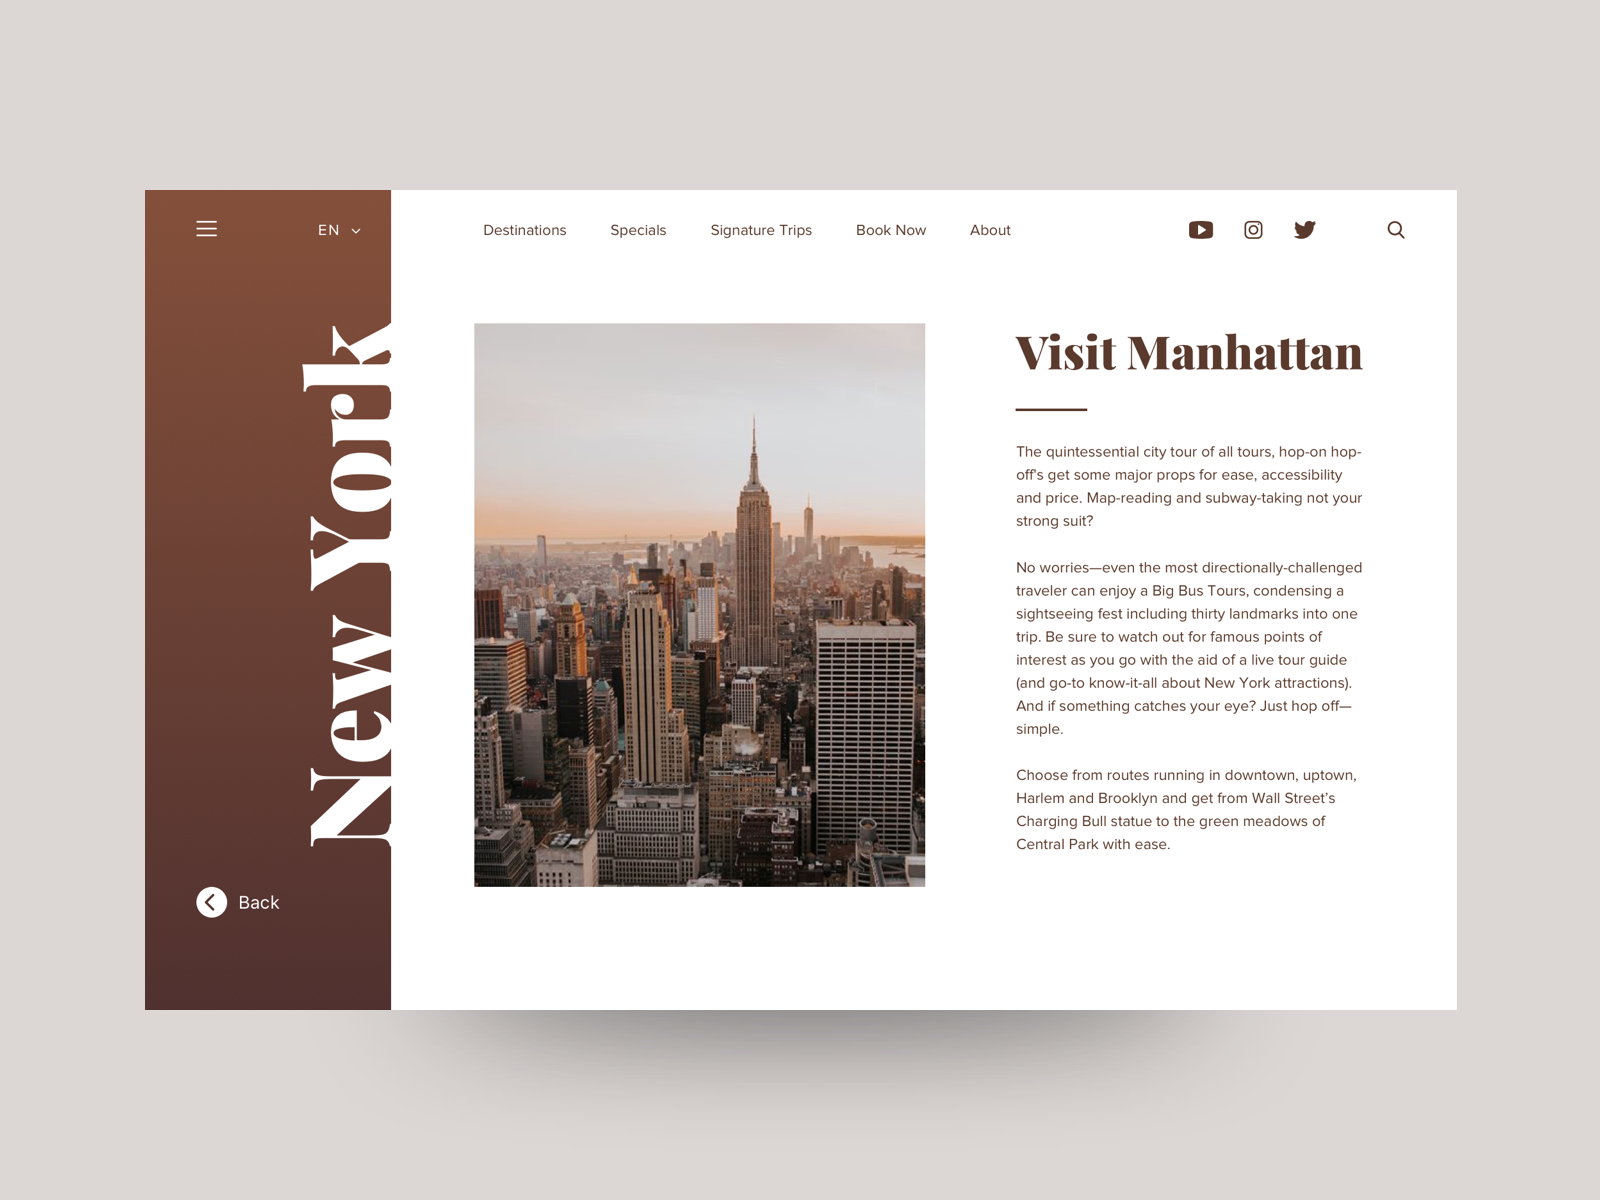 EN
Destinations
Specials
Signature Trips
Book Now
About
New York
Back
Visit Manhattan
The quintessential city tour of all tours, hop-on hop-
off's get some major props for ease, accessibility
and price. Map-reading and subway-taking not your
strong suit?
No worries—even the most directionally-challenged
traveler can enjoy a Big Bus Tours, condensing a
sightseeing fest including thirty landmarks into one
trip. Be sure to watch out for famous points of
interest as you go with the aid of a live tour guide
(and go-to know-it-all about New York attractions).
And if something catches your eye? Just hop off—
simple.
Choose from routes running in downtown, uptown,
Harlem and Brooklyn and get from Wall Street's
Charging Bull statue to the green meadows of
Central Park with ease.